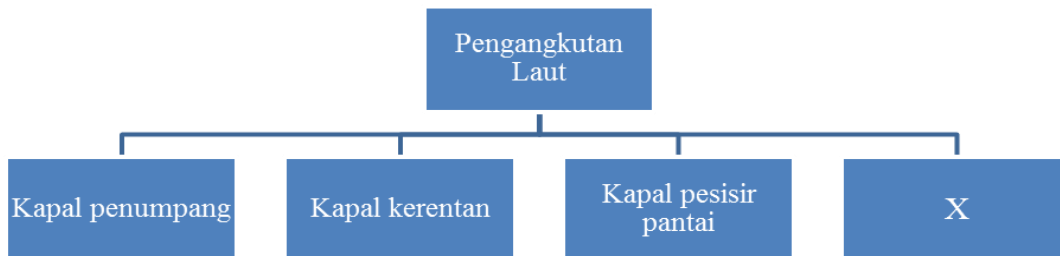 Pengangkutan
Laut
Kapal penumpang
Kapal kerentan
Kapal pesisir
pantai
X